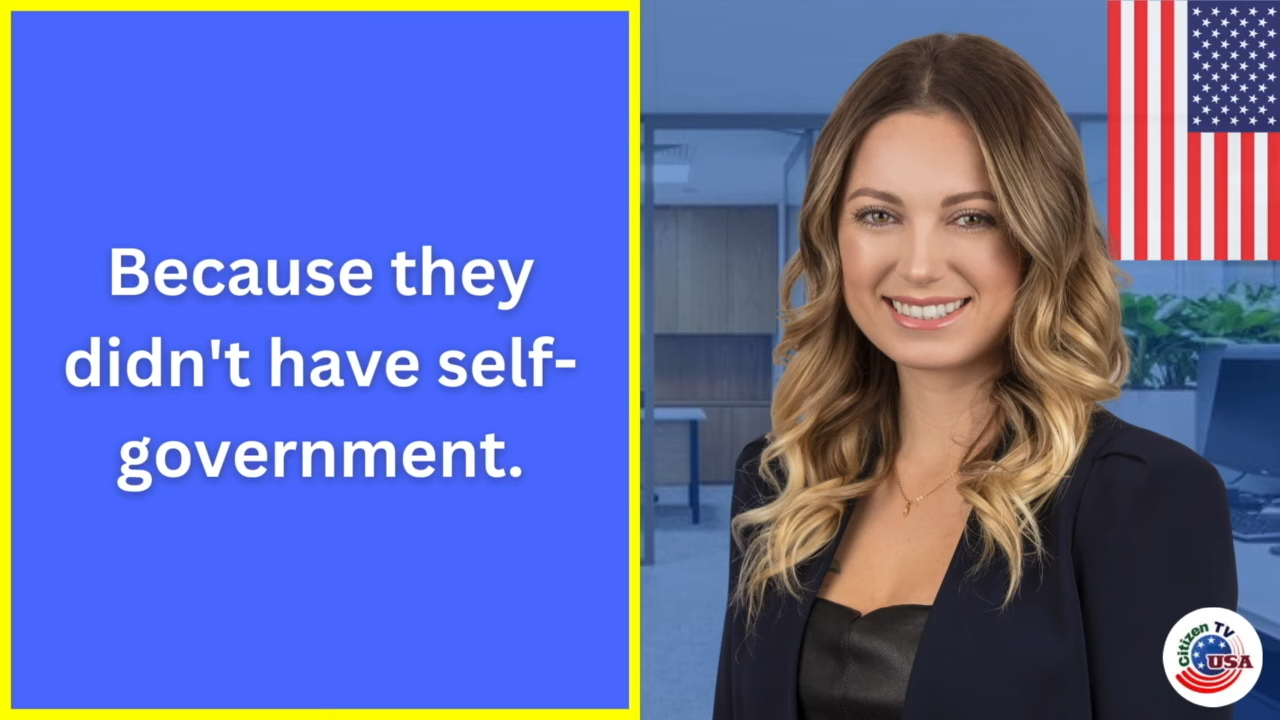 Because they
didn't have self-
government.
Citizen TV
USA